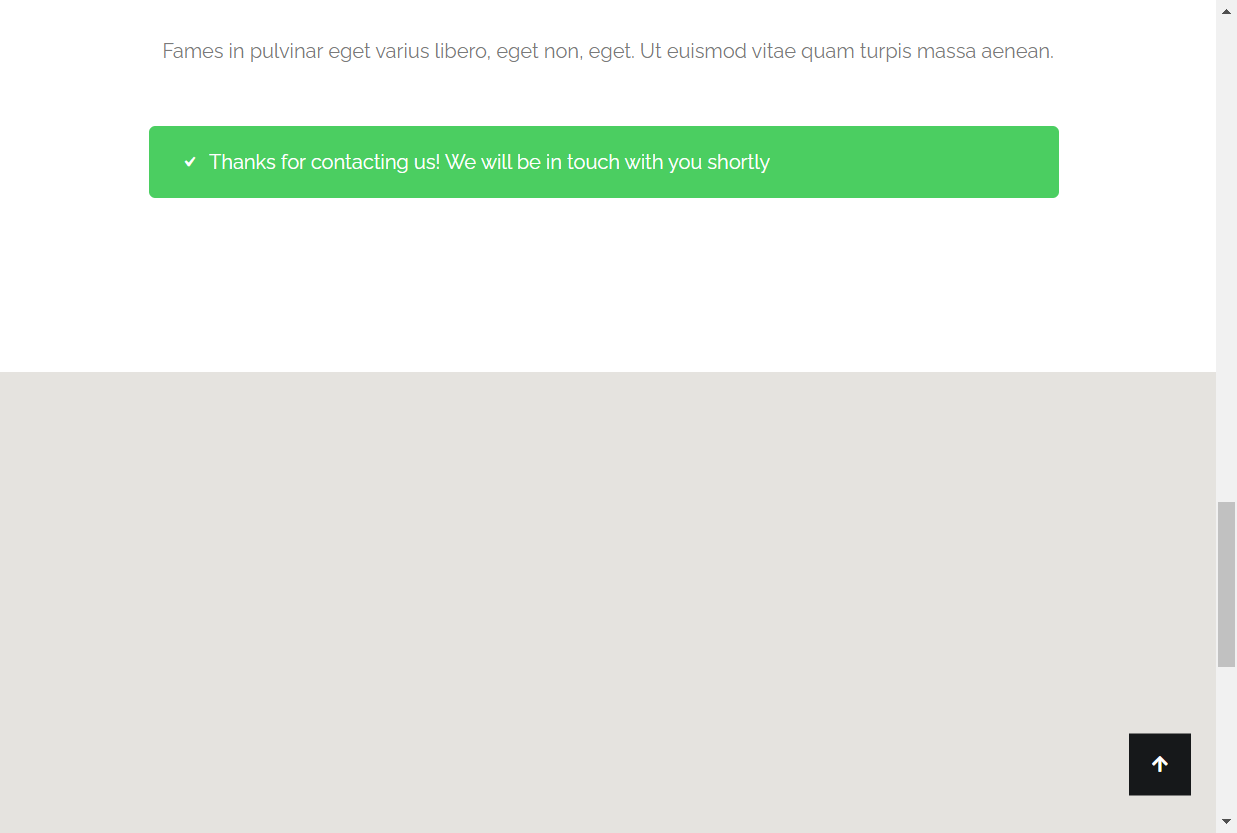 Fames in pulvinar eget varius libero, eget non, eget. Ut euismod vitae quam turpis massa aenean.
Thanks for contacting us! We will be in touch with you shortly